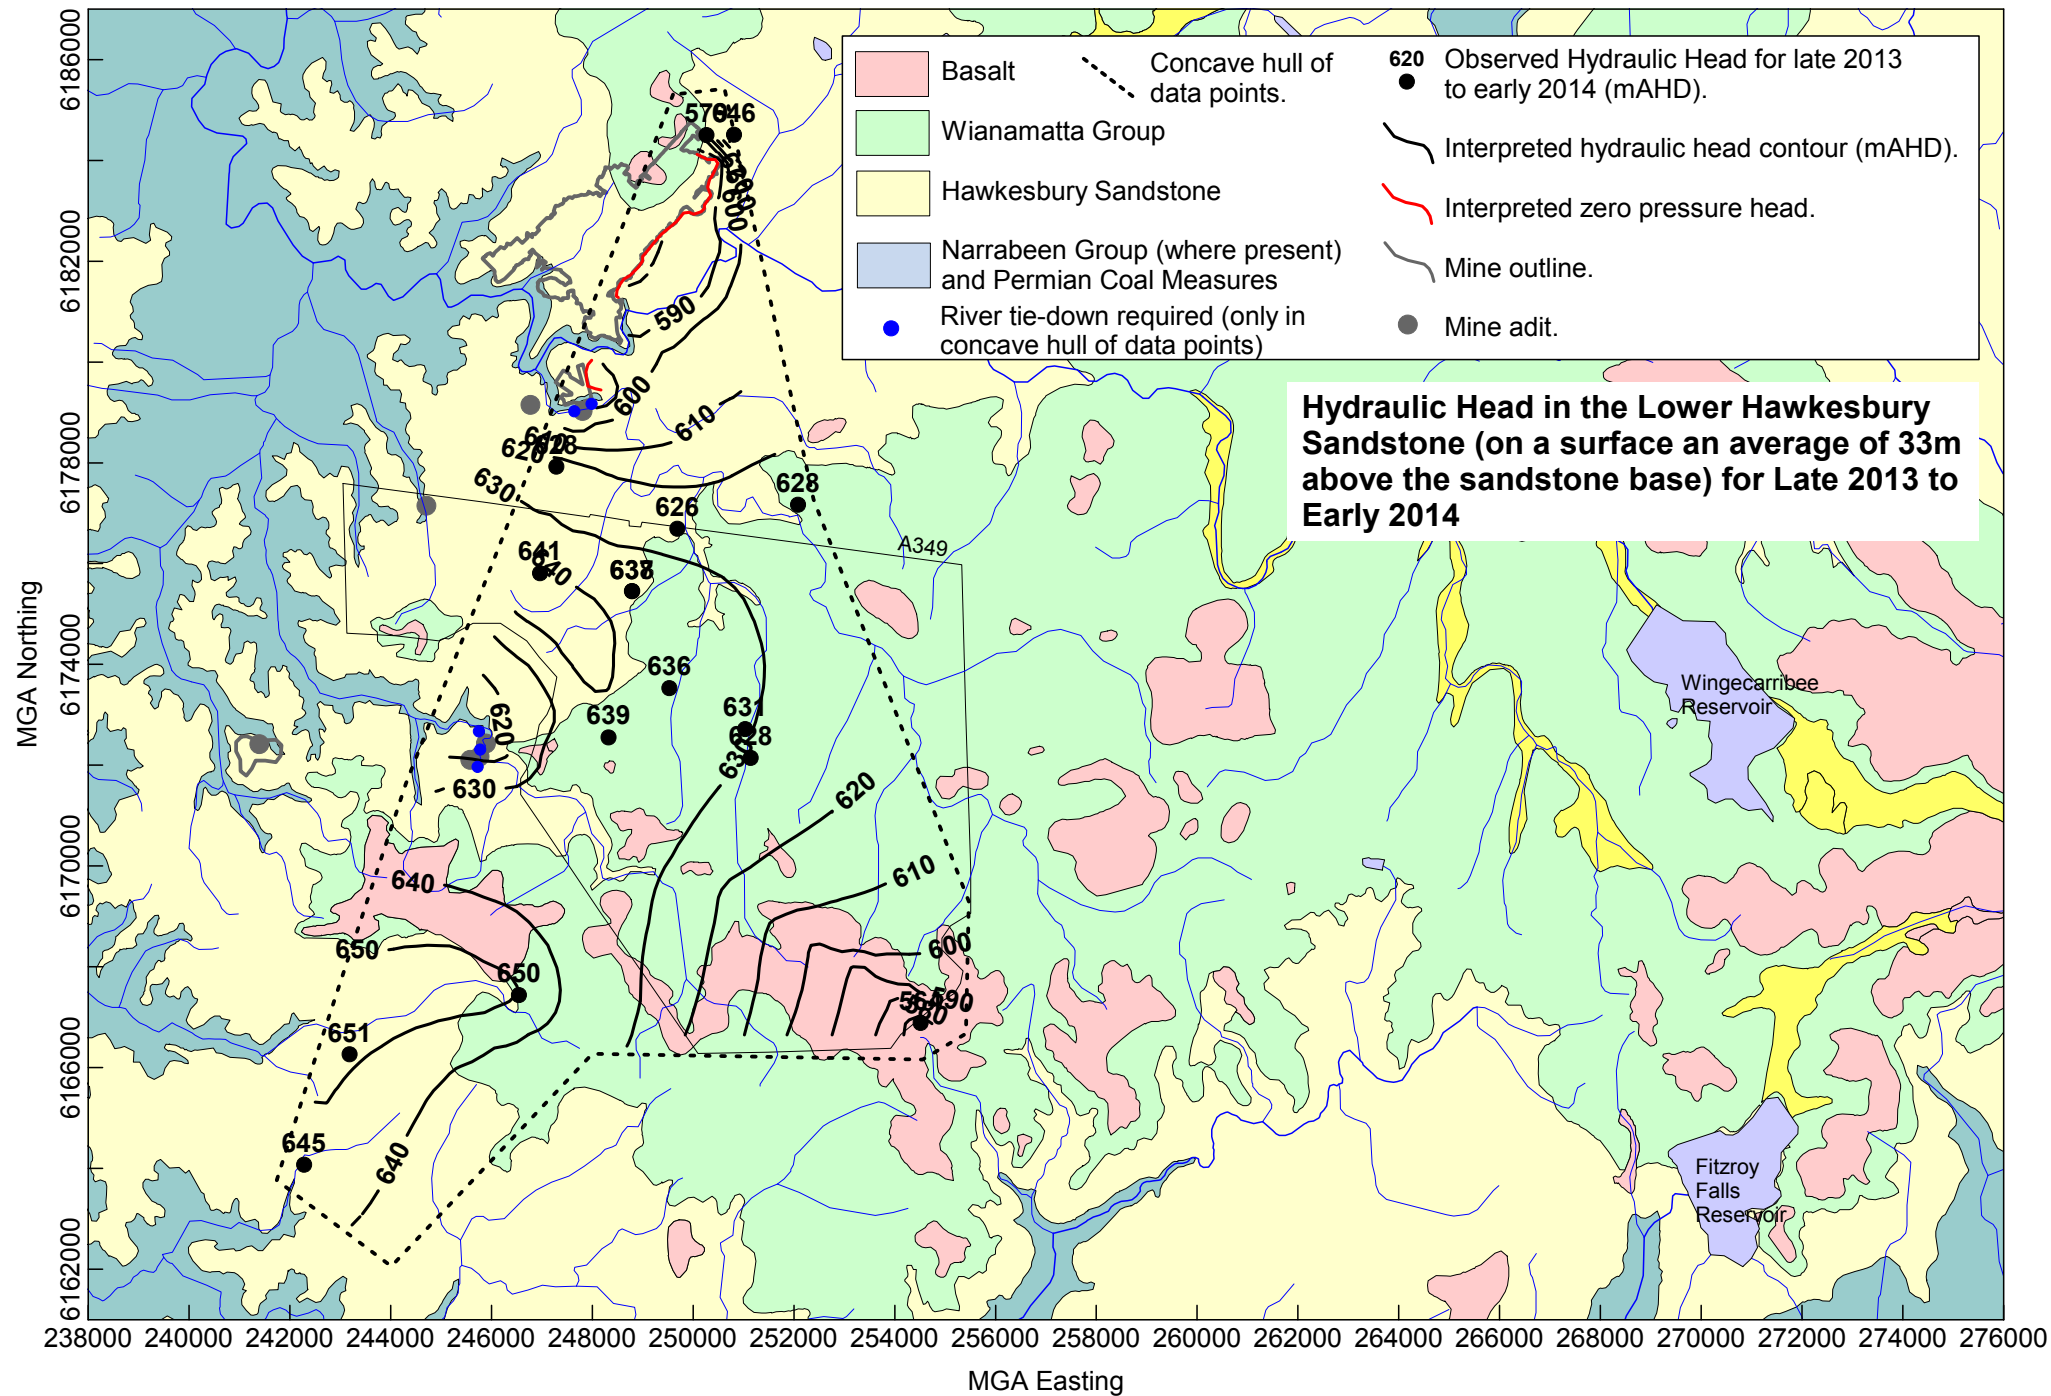 Basalt
Wianamatta Group
Hawkesbury Sandstone
Narrabeen Group (where present)
and Permian Coal Measures
River tie-down required (only in
concave hull of data points)
Concave hull of
data points.
620
Observed Hydraulic Head for late 2013
to early 2014 (mAHD).
Interpreted hydraulic head contour (mAHD).
Interpreted zero pressure head.
Mine outline.
Mine adit.
Hydraulic Head in the Lower Hawkesbury
Sandstone (on a surface an average of 33m
above the sandstone base) for Late 2013 to
Early 2014
646
600
590
600
610
610
620
628
628
630
626
A349
641
640
638
636
639
631
628
630
620
630
620
610
640
650
650
600
590
651
645
640
Wingecarribee
Reservoir
Fitzroy
Falls
Reservoir
MGA Northing
6186000
6182000
6178000
6174000
6170000
6166000
6162000
238000 240000 242000 244000 246000 248000 250000 252000 254000 256000 258000 260000 262000 264000 266000 268000 270000 272000 274000 276000
MGA Easting